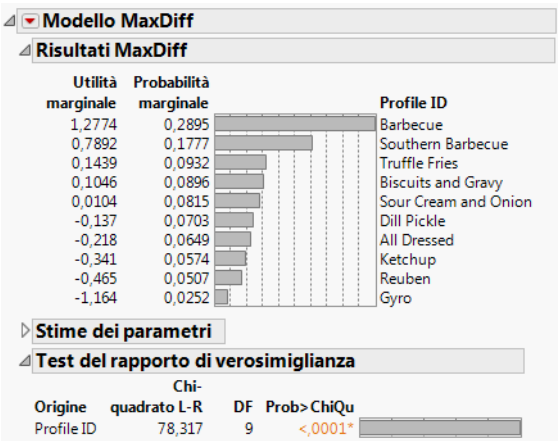 Modello MaxDiff
Risultati MaxDiff
Utilità marginale Probabilità marginale Profile ID
1,2774 0,2895 Barbecue
0,7892 0,1777 Southern Barbecue
0,1439 0,0932 Truffle Fries
0,1046 0,0896 Biscuits and Gravy
0,0104 0,0815 Sour Cream and Onion
-0,137 0,0703 Dill Pickle
-0,218 0,0649 All Dressed
-0,341 0,0574 Ketchup
-0,465 0,0507 Reuben
-1,164 0,0252 Gyro
Stime dei parametri
Test del rapporto di verosimiglianza
Chi-
Origine quadrato L-R DF Prob>ChiQu
Profile ID 78,317 9 <,0001*